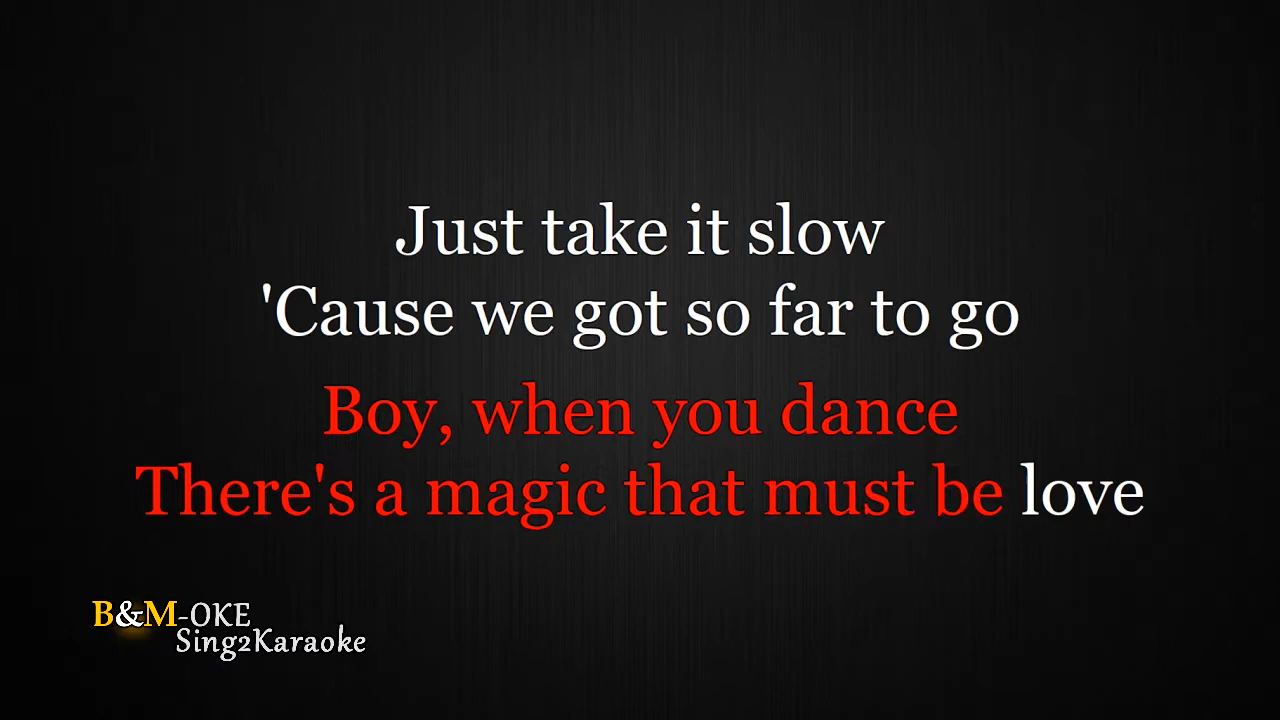 Just take it slow
'Cause we got so far to go
Boy, when you dance
There's a magic that must be love
B&M-OKE
Sing2Karaoke